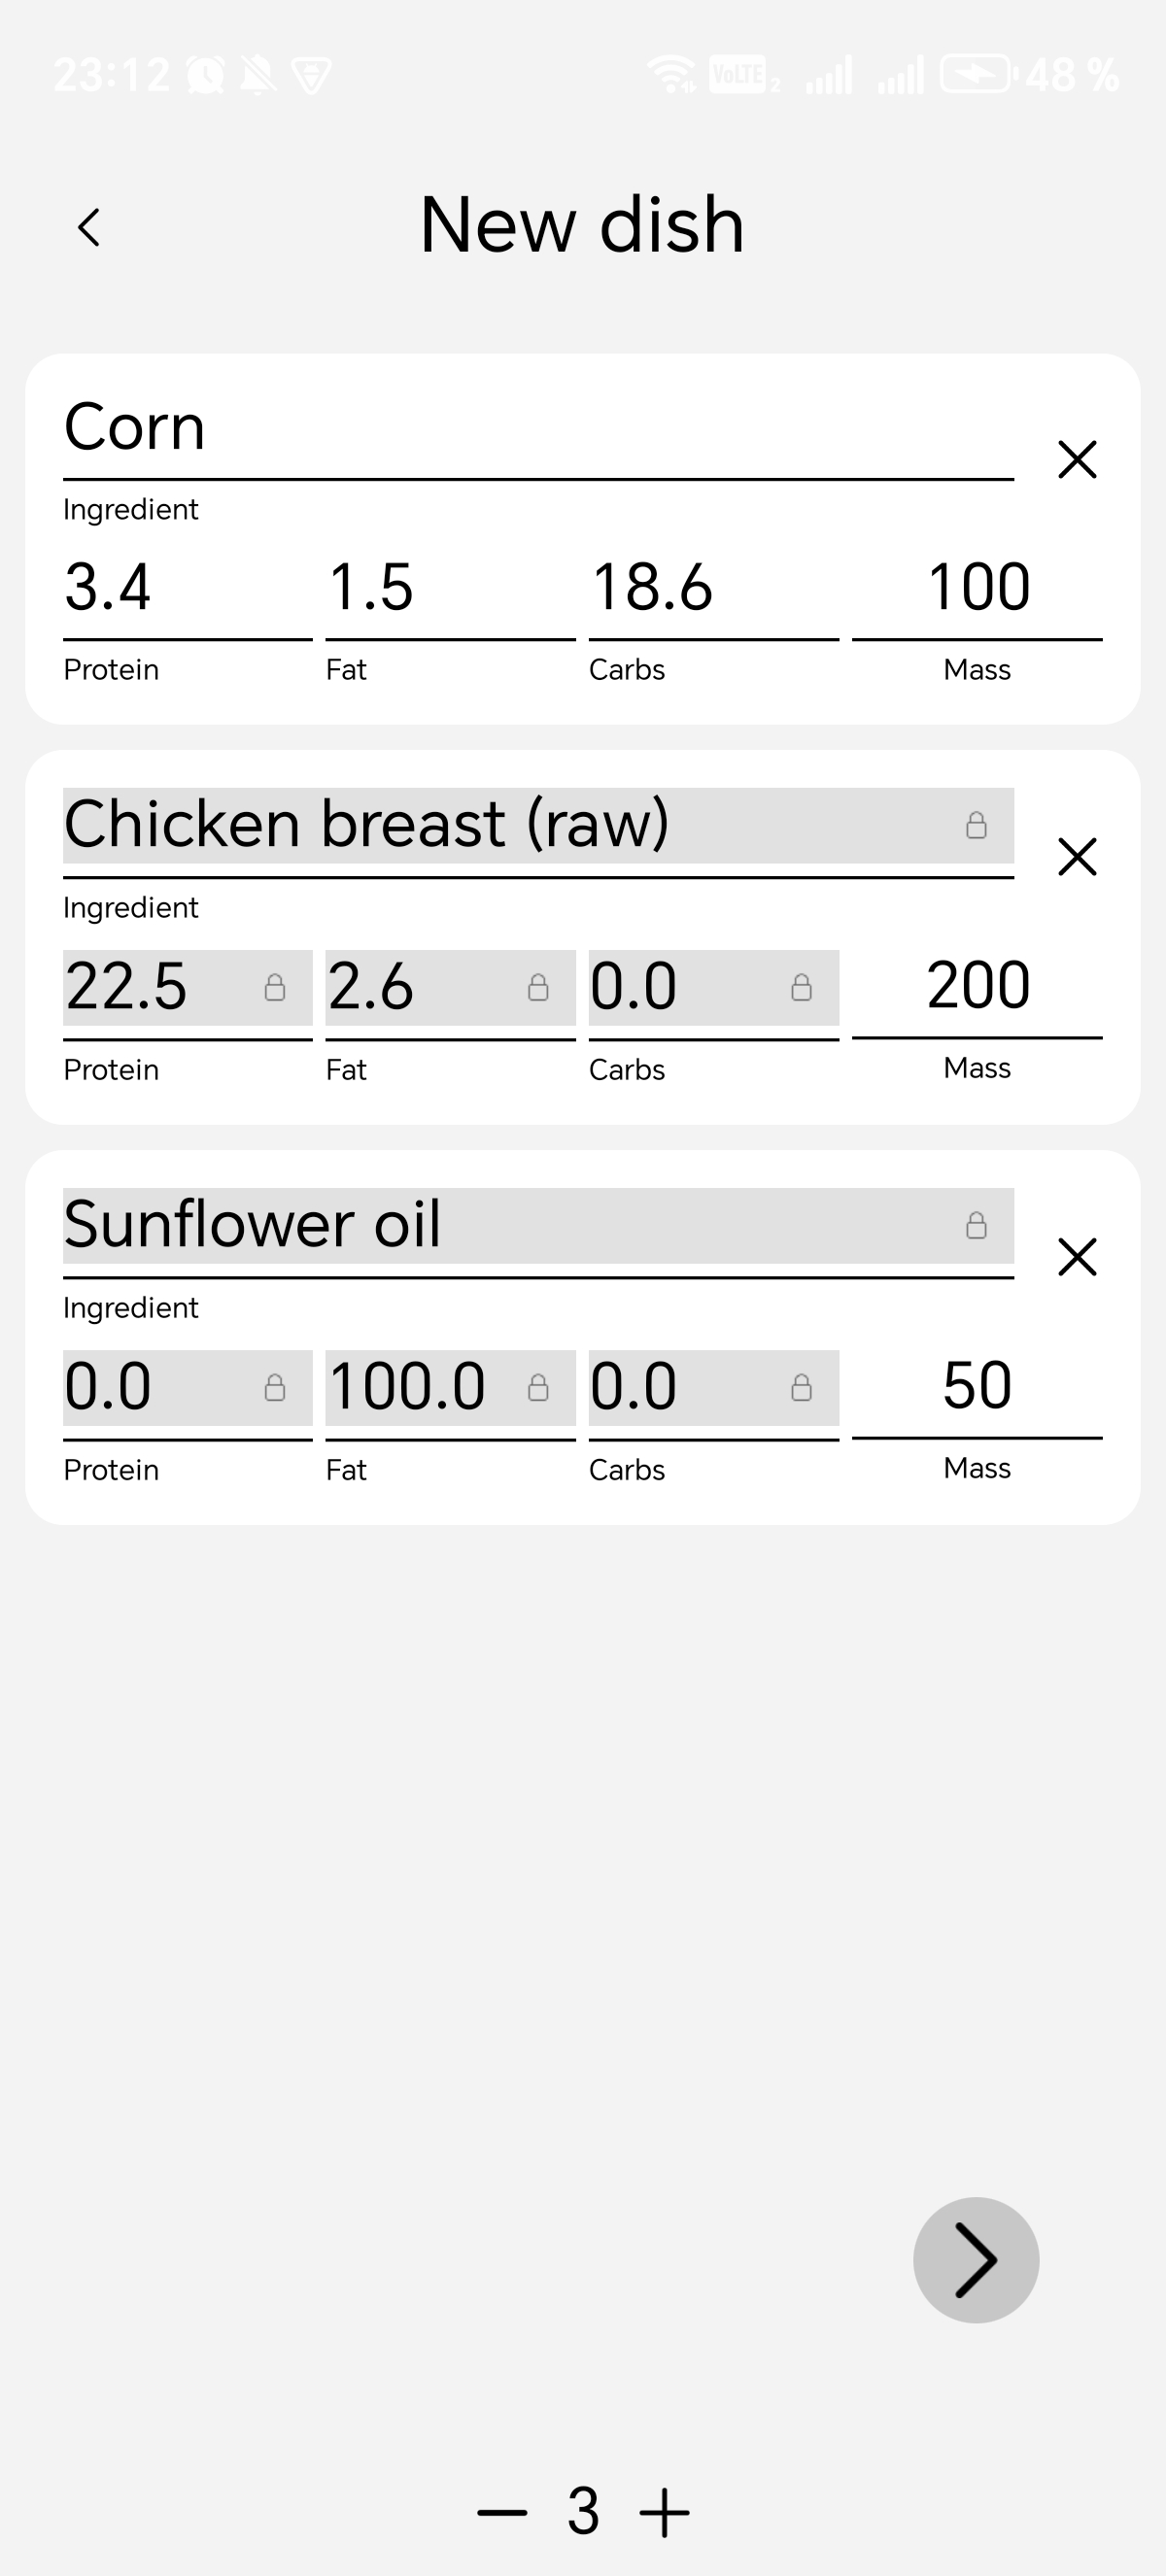 23:12 VoLTE 2 48 %
New dish
Corn
Ingredient
3.4 1.5 18.6 100
Protein Fat Carbs Mass
Chicken breast (raw)
Ingredient
22.5 2.6 0.0 200
Protein Fat Carbs Mass
Sunflower oil
Ingredient
0.0 100.0 0.0 50
Protein Fat Carbs Mass
3